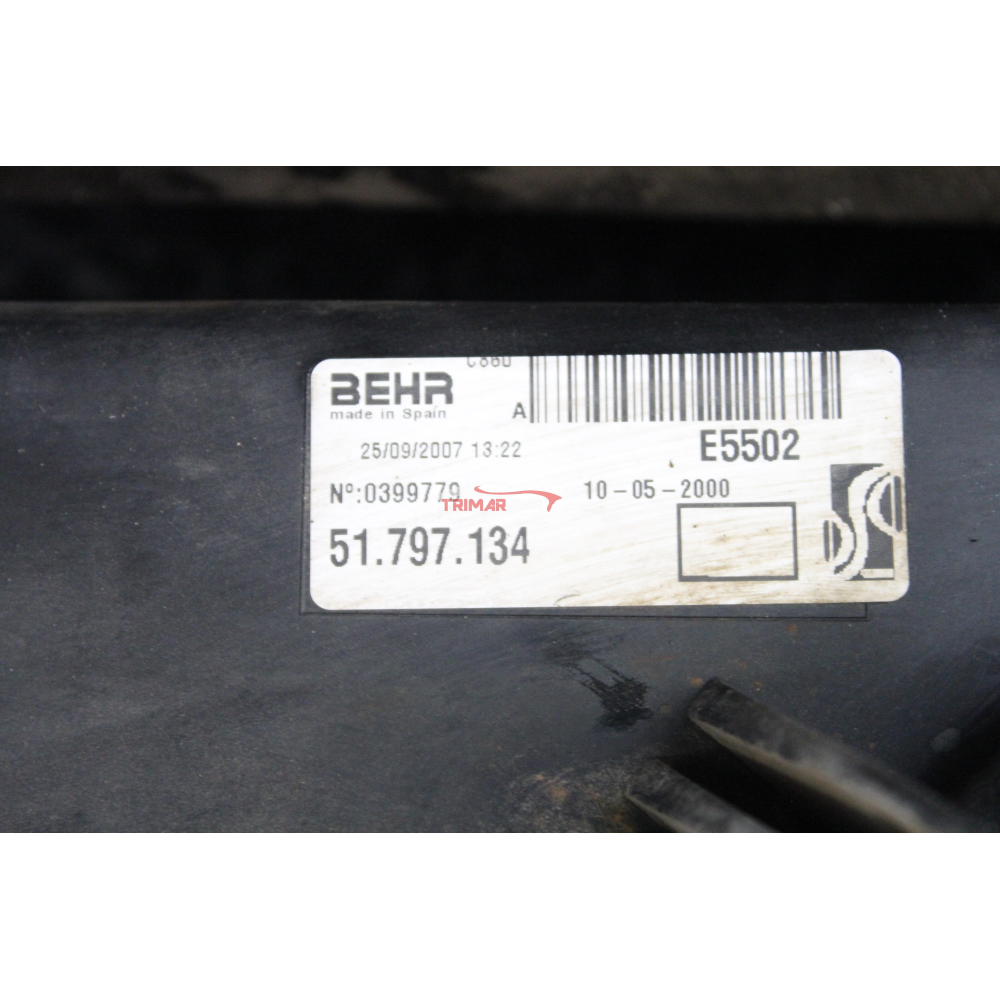 C860
BEHR
made in Spain
A
25/09/2007 13:22
E5502
Nº:0399779
10-05-2000
TRIMAR
51.797.134